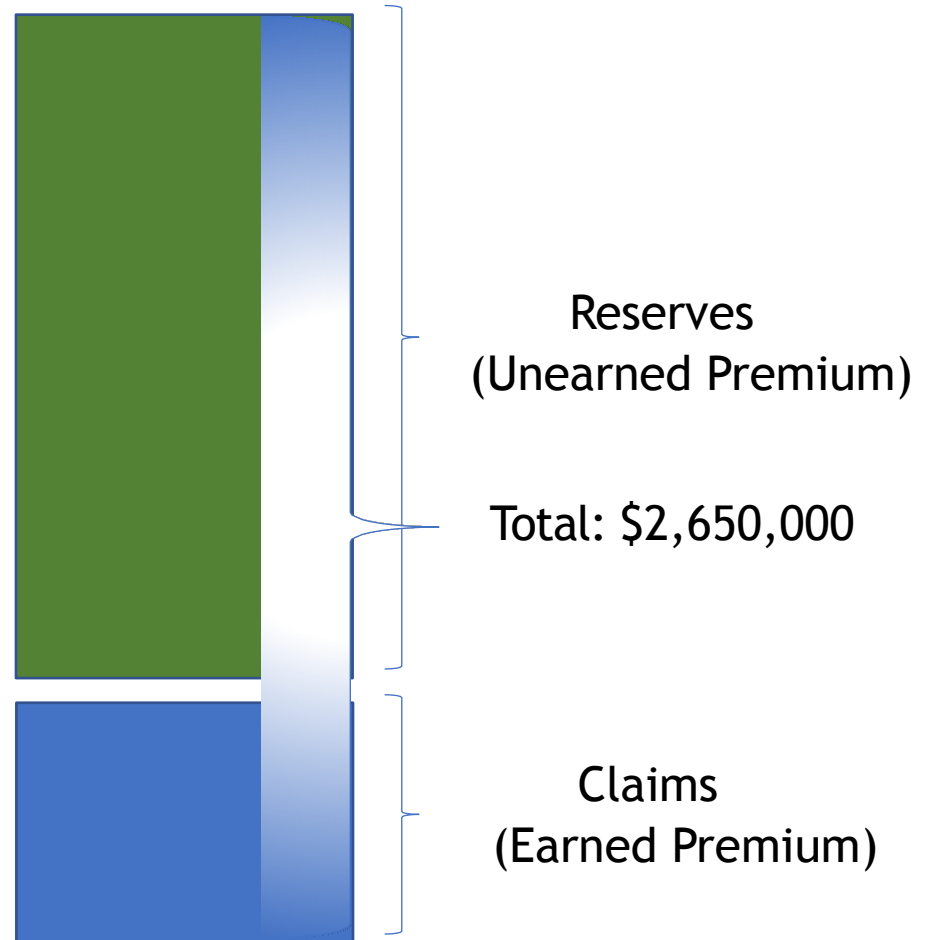 Reserves
(Unearned Premium)
Total: $2,650,000
Claims
(Earned Premium)